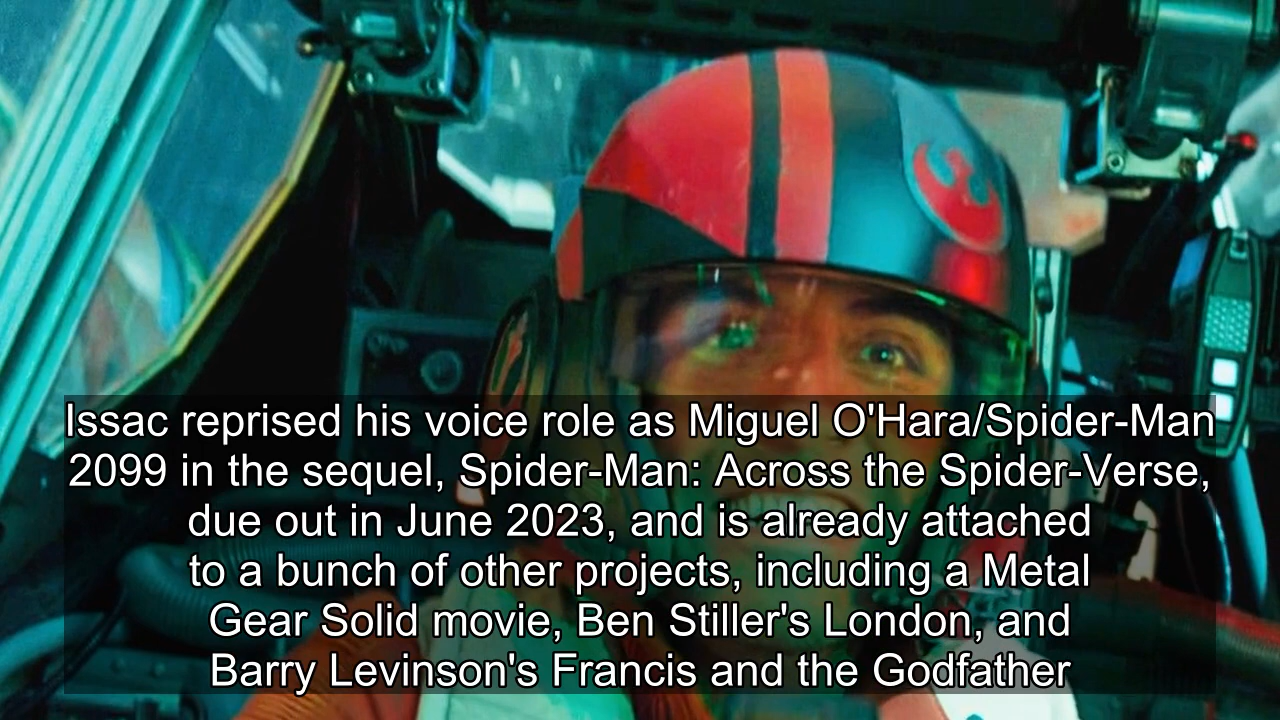 Issac reprised his voice role as Miguel O'Hara/Spider-Man
2099 in the sequel, Spider-Man: Across the Spider-Verse,
due out in June 2023, and is already attached
to a bunch of other projects, including a Metal
Gear Solid movie, Ben Stiller's London, and
Barry Levinson's Francis and the Godfather